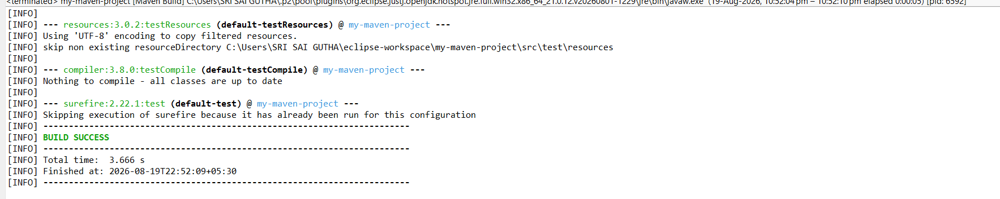 <terminated> my-maven-project [Maven Build] C:\Users\SRI SAI GUTHA\.p2\pool\plugins\org.eclipse.justj.openjdk.hotspot.jre.full.win32.x86_64_21.0.12.v20260801-1229\jre\bin\javaw.exe (19-Aug-2026, 10:52:04 pm – 10:52:10 pm elapsed 0:00:05) [pid: 6592]
[INFO]
[INFO] --- resources:3.0.2:testResources (default-testResources) @ my-maven-project ---
[INFO] Using 'UTF-8' encoding to copy filtered resources.
[INFO] skip non existing resourceDirectory C:\Users\SRI SAI GUTHA\eclipse-workspace\my-maven-project\src\test\resources
[INFO]
[INFO] --- compiler:3.8.0:testCompile (default-testCompile) @ my-maven-project ---
[INFO] Nothing to compile - all classes are up to date
[INFO]
[INFO] --- surefire:2.22.1:test (default-test) @ my-maven-project ---
[INFO] Skipping execution of surefire because it has already been run for this configuration
[INFO] ------------------------------------------------------------------------
[INFO] BUILD SUCCESS
[INFO] ------------------------------------------------------------------------
[INFO] Total time:  3.666 s
[INFO] Finished at: 2026-08-19T22:52:09+05:30
[INFO] ------------------------------------------------------------------------